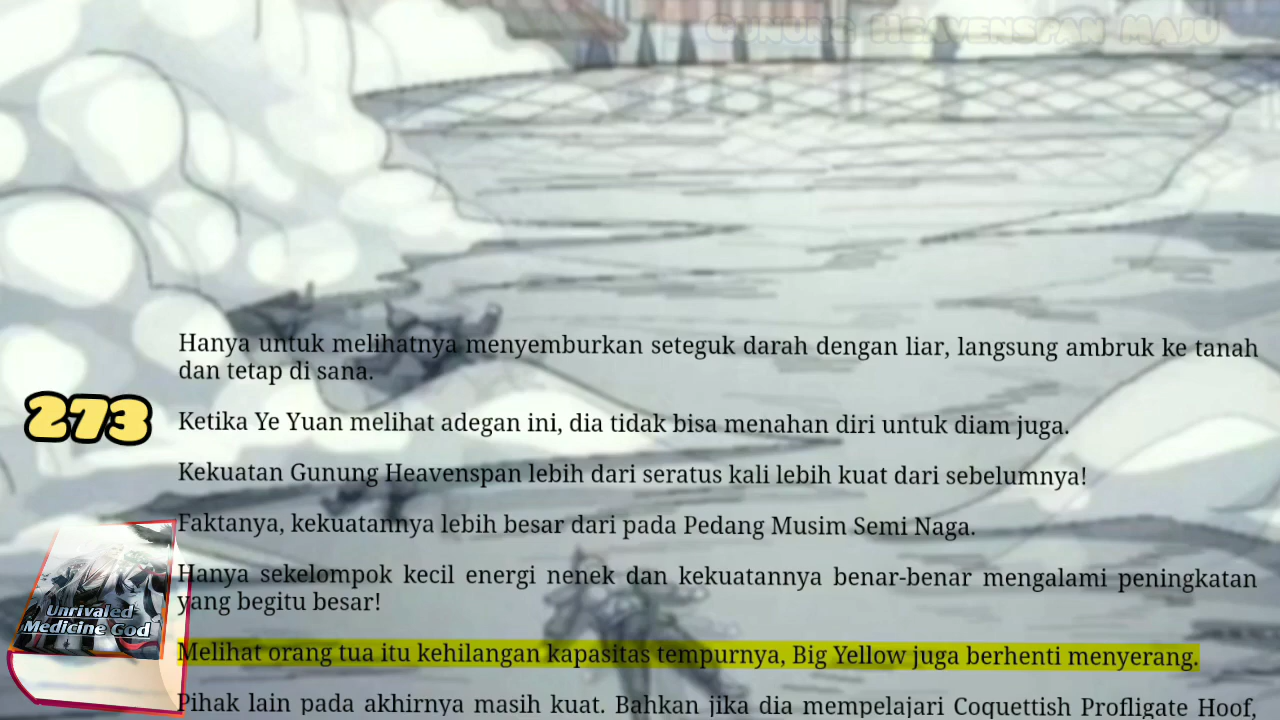 Gunung Heavenspan Maju
Hanya untuk melihatnya menyemburkan seteguk darah dengan liar, langsung ambruk ke tanah
dan tetap di sana.
273
Ketika Ye Yuan melihat adegan ini, dia tidak bisa menahan diri untuk diam juga.
Kekuatan Gunung Heavenspan lebih dari seratus kali lebih kuat dari sebelumnya!
Faktanya, kekuatannya lebih besar dari pada Pedang Musim Semi Naga.
Hanya sekelompok kecil energi nenek dan kekuatannya benar-benar mengalami peningkatan
yang begitu besar!
Unrivaled
Medicine God
Melihat orang tua itu kehilangan kapasitas tempurnya, Big Yellow juga berhenti menyerang.
Pihak lain pada akhirnya masih kuat. Bahkan jika dia mempelajari Coquettish Profligate Hoof,